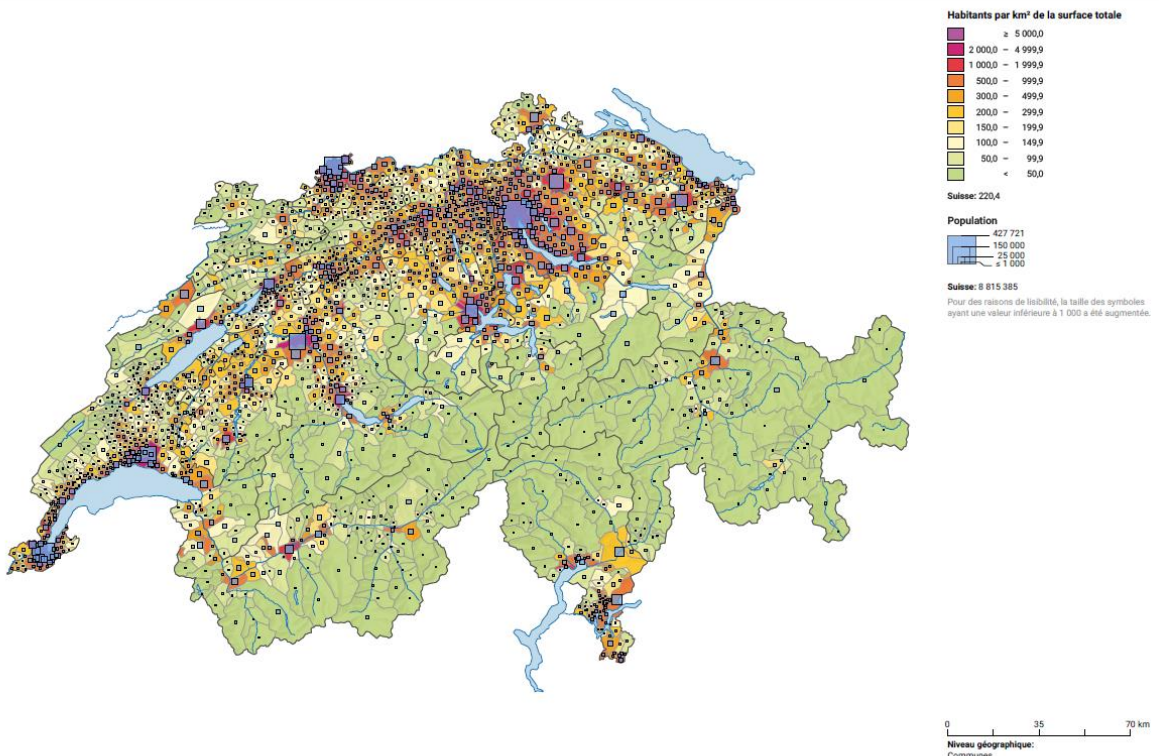 Habitants par km² de la surface totale
≥ 5 000,0
2 000,0 – 4 999,9
1 000,0 – 1 999,9
500,0 – 999,9
300,0 – 499,9
200,0 – 299,9
150,0 – 199,9
100,0 – 149,9
50,0 – 99,9
< 50,0
Suisse: 220,4
Population
427 721
150 000
25 000
≤ 1 000
Suisse: 8 815 385
Pour des raisons de lisibilité, la taille des symboles
ayant une valeur inférieure à 1 000 a été augmentée.
0 35 70 km
Niveau géographique:
Communes